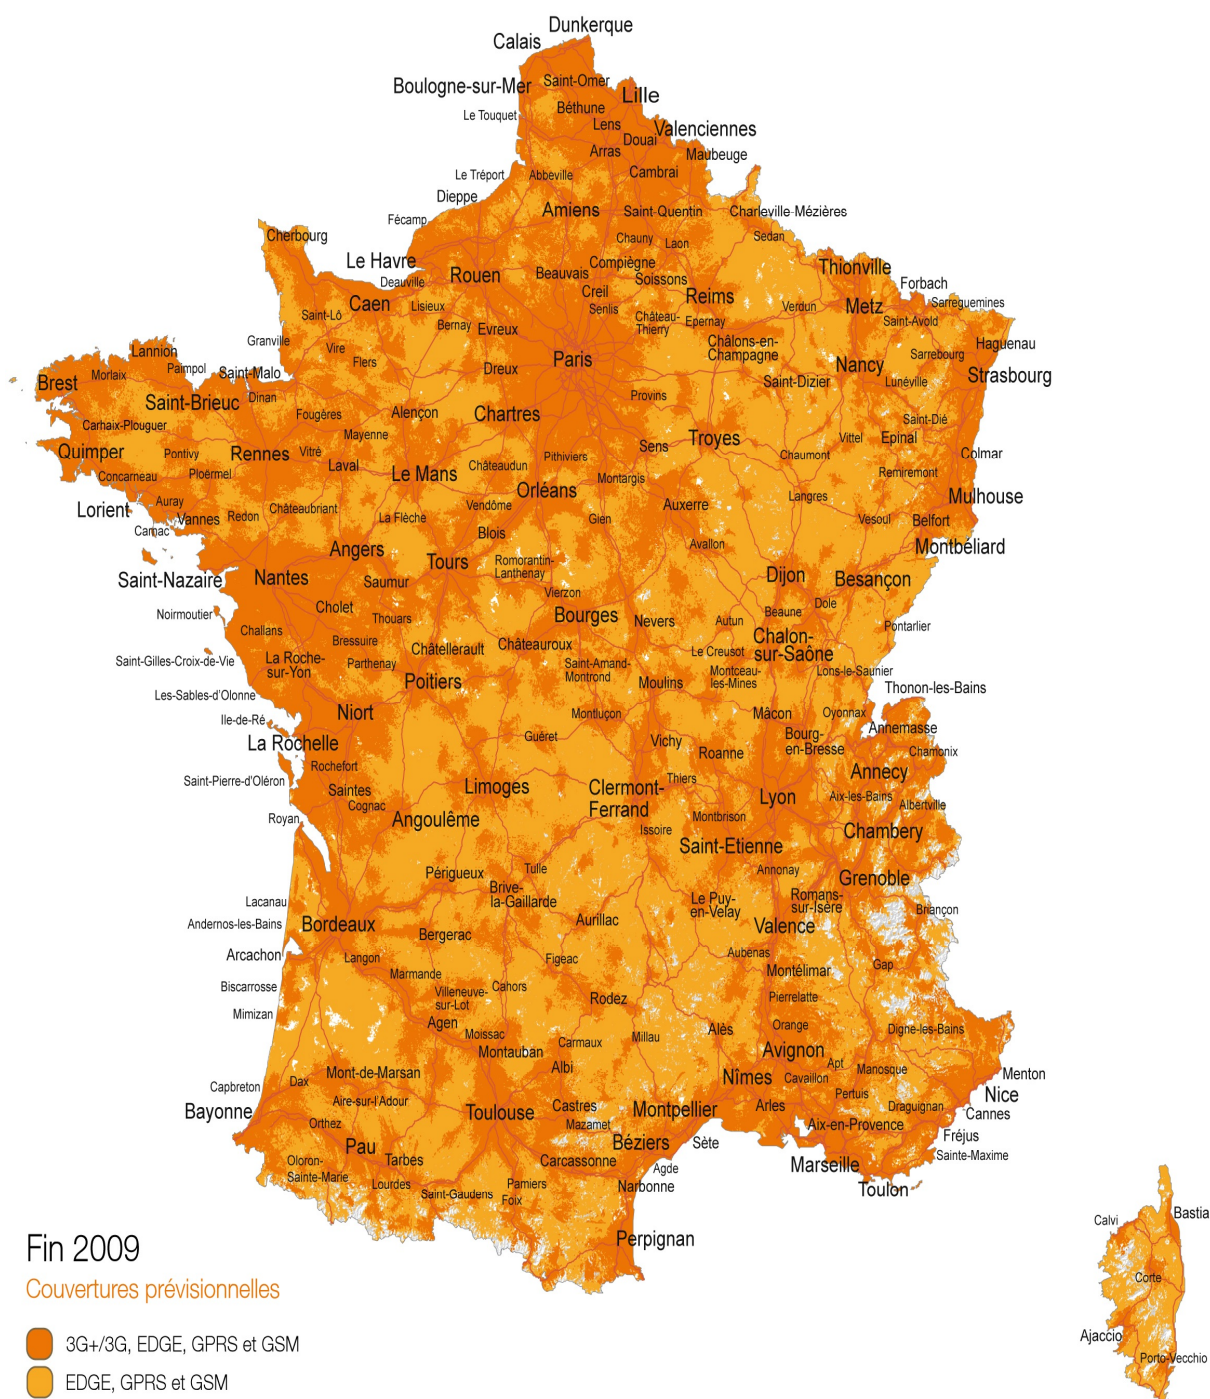 Dunkerque
Calais
Boulogne-sur-Mer
Saint-Omer
Lille
Béthune
Le Touquet
Lens
Valenciennes
Douai
Arras
Maubeuge
Cambrai
Le Tréport
Abbeville
Dieppe
Amiens
Saint-Quentin
Charleville-Mézières
Fécamp
Cherbourg
Chauny
Laon
Sedan
Le Havre
Rouen
Beauvais
Compiègne
Soissons
Thionville
Deauville
Creil
Reims
Forbach
Caen
Lisieux
Senlis
Verdun
Metz
Sarreguemines
Saint-Lô
Bernay
Evreux
Château-
Thierry
Epernay
Saint-Avold
Granville
Vire
Flers
Paris
Châlons-en-
Champagne
Haguenau
Lannion
Sarrebourg
Paimpol
Saint-Malo
Dreux
Nancy
Strasbourg
Brest
Morlaix
Saint-Dizier
Lunéville
Saint-Brieuc
Dinan
Provins
Fougères
Alençon
Chartres
Saint-Dié
Carhaix-Plouguer
Mayenne
Sens
Troyes
Vittel
Epinal
Quimper
Pontivy
Rennes
Vitré
Laval
Châteaudun
Pithiviers
Chaumont
Colmar
Concarneau
Ploërmel
Le Mans
Montargis
Remiremont
Orléans
Langres
Mulhouse
Lorient
Auray
Vannes
Redon
Châteaubriant
La Flèche
Vendôme
Gien
Auxerre
Vesoul
Belfort
Carnac
Blois
Avallon
Montbéliard
Angers
Tours
Romorantin-
Lanthenay
Saint-Nazaire
Nantes
Saumur
Vierzon
Dijon
Besançon
Noirmoutier
Cholet
Thouars
Bourges
Nevers
Autun
Beaune
Dole
Challans
Bressuire
Châtellerault
Châteauroux
Chalon-
sur-Saône
Pontarlier
Saint-Gilles-Croix-de-Vie
La Roche-
sur-Yon
Parthenay
Saint-Amand-
Montrond
Le Creusot
Montceau-
les-Mines
Lons-le-Saunier
Les-Sables-d'Olonne
Poitiers
Moulins
Thonon-les-Bains
Ile-de-Ré
Niort
Montluçon
Mâcon
Oyonnax
Annemasse
La Rochelle
Guéret
Vichy
Roanne
Bourg-
en-Bresse
Chamonix
Rochefort
Annecy
Saint-Pierre-d'Oléron
Saintes
Limoges
Clermont-
Ferrand
Thiers
Lyon
Aix-les-Bains
Albertville
Cognac
Royan
Angoulême
Issoire
Montbrison
Chambery
Saint-Etienne
Périgueux
Tulle
Annonay
Grenoble
Brive-
la-Gaillarde
Lacanau
Le Puy-
en-Velay
Romans-
sur-Isère
Briançon
Andernos-les-Bains
Bordeaux
Aurillac
Valence
Bergerac
Arcachon
Langon
Figeac
Aubenas
Gap
Marmande
Montélimar
Biscarrosse
Villeneuve-
sur-Lot
Cahors
Rodez
Pierrelatte
Mimizan
Agen
Moissac
Millau
Alès
Orange
Digne-les-Bains
Montauban
Carmaux
Avignon
Albi
Apt
Manosque
Mont-de-Marsan
Dax
Nîmes
Cavaillon
Menton
Capbreton
Bayonne
Aire-sur-l'Adour
Toulouse
Castres
Montpellier
Arles
Pertuis
Draguignan
Nice
Cannes
Orthez
Mazamet
Aix-en-Provence
Pau
Béziers
Sète
Fréjus
Oloron-
Sainte-Marie
Tarbes
Carcassonne
Agde
Marseille
Sainte-Maxime
Lourdes
Saint-Gaudens
Pamiers
Foix
Narbonne
Toulon
Perpignan
Calvi
Bastia
Corte
Ajaccio
Porto-Vecchio
Fin 2009
Couvertures prévisionnelles
3G+/3G, EDGE, GPRS et GSM
EDGE, GPRS et GSM